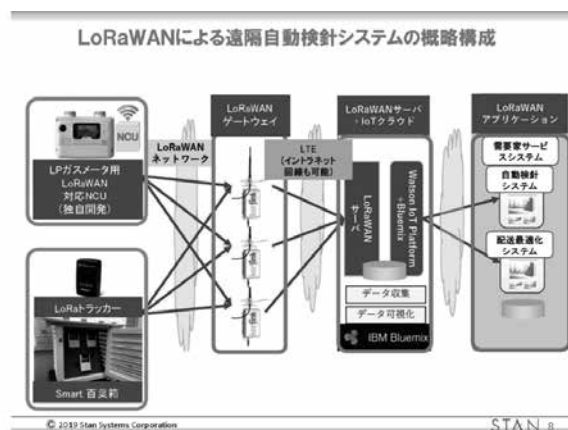 LoRaWANによる遠隔自動検針システムの概略構成
NCU
LPガスメータ用
LoRaWAN
対応NCU
(独自開発)
LoRaトラッカー
Smart 百葉箱
LoRaWAN
ネットワーク
LoRaWAN
ゲートウェイ
LTE
(イントラネット
回線も可能)
LoRaWANサーバ
+IoTクラウド
LoRaWAN
サーバ
Watson IoT Platform
+Bluemix
データ収集
データ可視化
IBM Bluemix
LoRaWAN
アプリケーション
需要家サービ
スシステム
自動検針
システム
配送最適化
システム
© 2019 Stan Systems Corporation
STAN 8